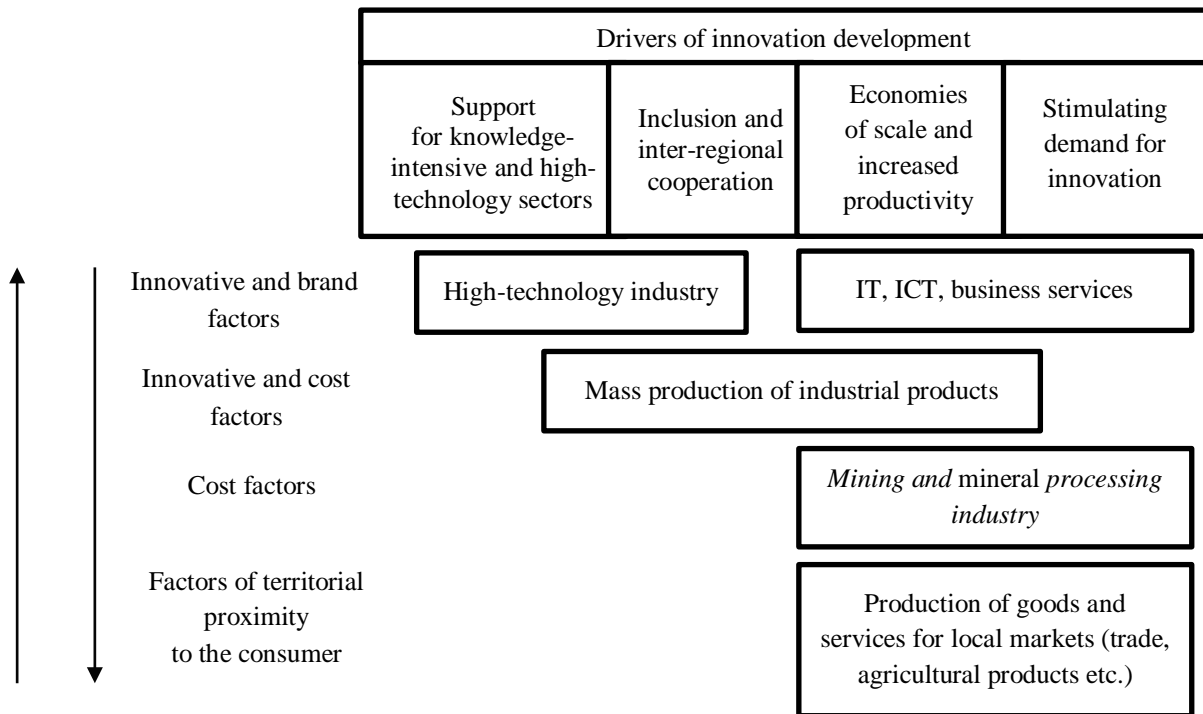 Drivers of innovation development
Support
for knowledge-
intensive and high-
technology sectors
Inclusion and
inter-regional
cooperation
Economies
of scale and
increased
productivity
Stimulating
demand for
innovation
Innovative and brand
factors
High-technology industry
IT, ICT, business services
Innovative and cost
factors
Mass production of industrial products
Cost factors
Mining and mineral processing
industry
Factors of territorial
proximity
to the consumer
Production of goods and
services for local markets (trade,
agricultural products etc.)